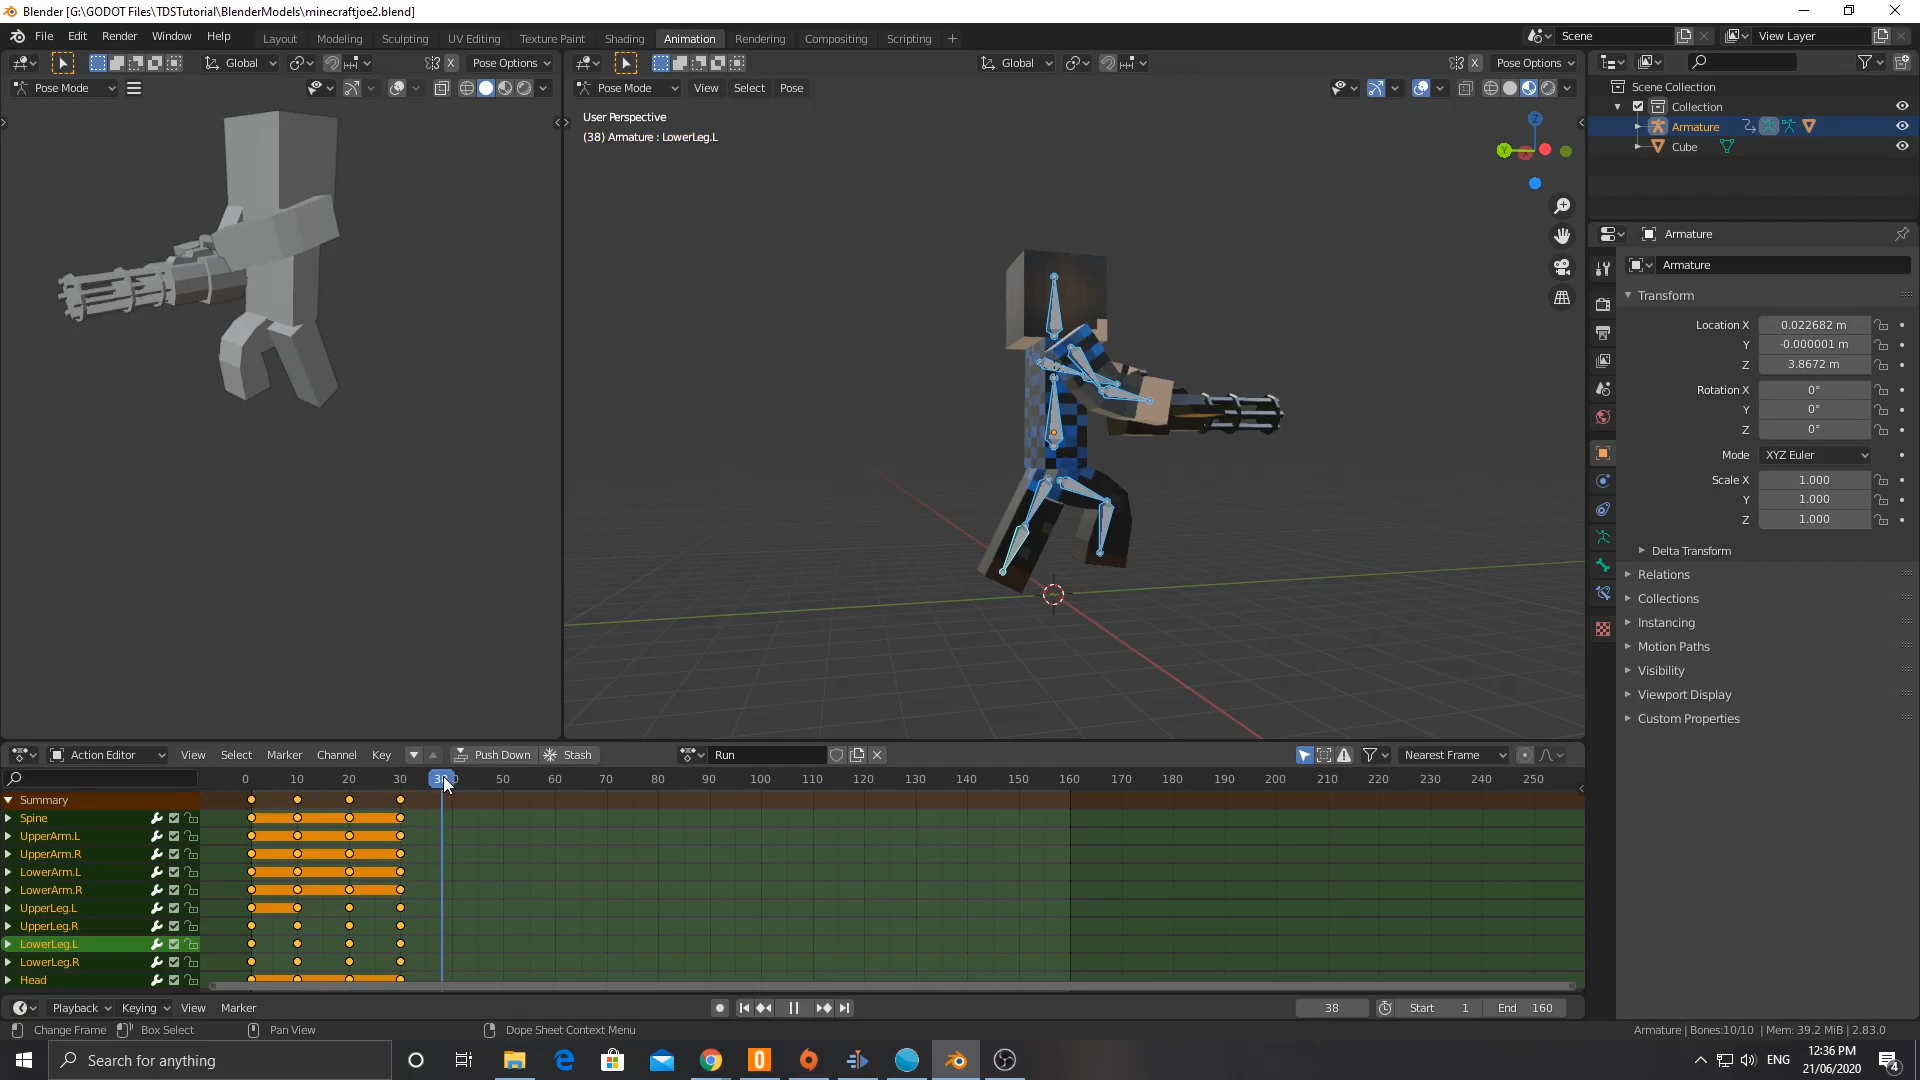 Blender [G:\GODOT Files\TDSTutorial\BlenderModels\minecraftjoe2.blend]
File Edit Render Window Help Layout Modeling Sculpting UV Editing Texture Paint Shading Animation Rendering Compositing Scripting + Scene View Layer
Global X Pose Options Global X Pose Options
Pose Mode Pose Mode View Select Pose
User Perspective
(38) Armature : LowerLeg.L
Z
Y
Scene Collection
Collection
Armature
Cube
Armature
Armature
Transform
Location X 0.022682 m
Y -0.000001 m
Z 3.8672 m
Rotation X 0°
Y 0°
Z 0°
Mode XYZ Euler
Scale X 1.000
Y 1.000
Z 1.000
Delta Transform
Relations
Collections
Instancing
Motion Paths
Visibility
Viewport Display
Custom Properties
Action Editor View Select Marker Channel Key Push Down Stash Run Nearest Frame
0 10 20 30 50 60 70 80 90 100 110 120 130 140 150 160 170 180 190 200 210 220 230 240 250
Summary
Spine
UpperArm.L
UpperArm.R
LowerArm.L
LowerArm.R
UpperLeg.L
UpperLeg.R
LowerLeg.L
LowerLeg.R
Head
Playback Keying View Marker 38 Start 1 End 160
Change Frame Box Select Pan View Dope Sheet Context Menu Armature | Bones:10/10 | Mem: 39.2 MiB | 2.83.0
Search for anything ENG 12:36 PM
21/06/2020 4